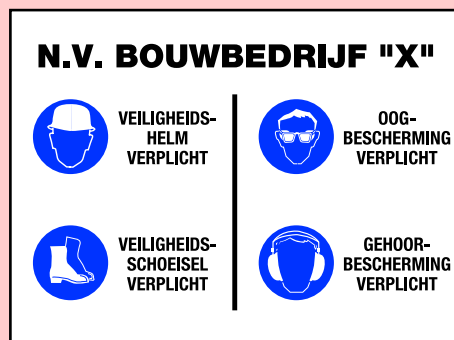 N.V. BOUWBEDRIJF "X"
VEILIGHEIDS-
HELM
VERPLICHT
OOG-
BESCHERMING
VERPLICHT
VEILIGHEIDS-
SCHOEISEL
VERPLICHT
GEHOOR-
BESCHERMING
VERPLICHT